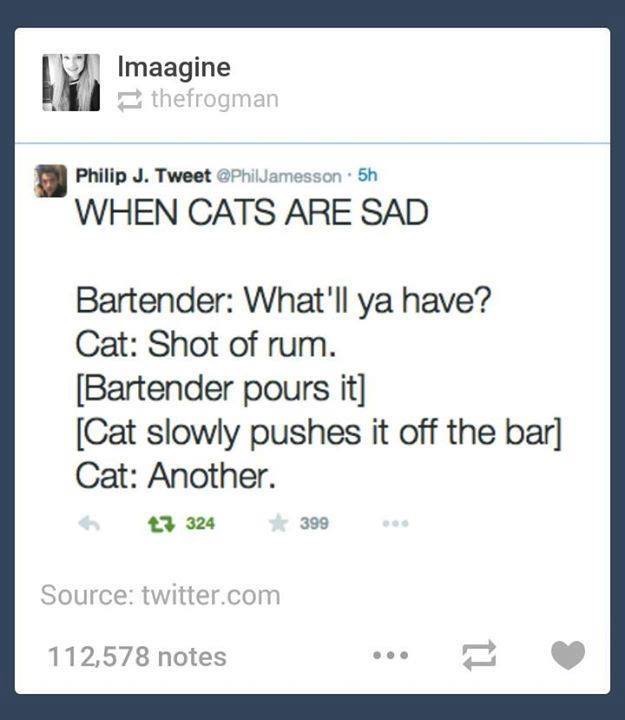 Imaagine
thefrogman
Philip J. Tweet @PhilJamesson · 5h
WHEN CATS ARE SAD
Bartender: What'll ya have?
Cat: Shot of rum.
[Bartender pours it]
[Cat slowly pushes it off the bar]
Cat: Another.
324 399
Source: twitter.com
112,578 notes